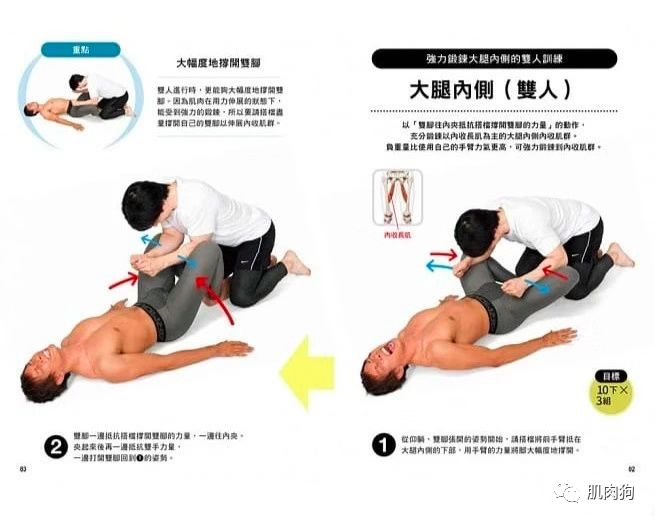 重點
大幅度地撐開雙腳
雙人進行時，更能夠大幅度地撐開雙
腳。因為肌肉在用力伸展的狀態下，
能受到強力的鍛鍊，所以要請搭檔盡
量撐開自己的雙腳以伸展內收肌群。
2
雙腳一邊抵抗搭檔撐開雙腳的力量，一邊往內夾。
夾起來後再一邊抵抗雙手力量，
一邊打開雙腳回到❶的姿勢。
83
強力鍛鍊大腿內側的雙人訓練
大腿內側（雙人）
以「雙腳往內夾抵抗搭檔撐開雙腳的力量」的動作，
充分鍛鍊以內收長肌為主的大腿內側內收肌群。
負重量比使用自己的手臂力氣更高，可強力鍛鍊到內收肌群。
內收長肌
目標
10下×
3組
1
從仰躺、雙腳張開的姿勢開始，請搭檔將前手臂抵在
大腿內側的下部，用手臂的力量將腳大幅度地撐開。
82
肌肉狗